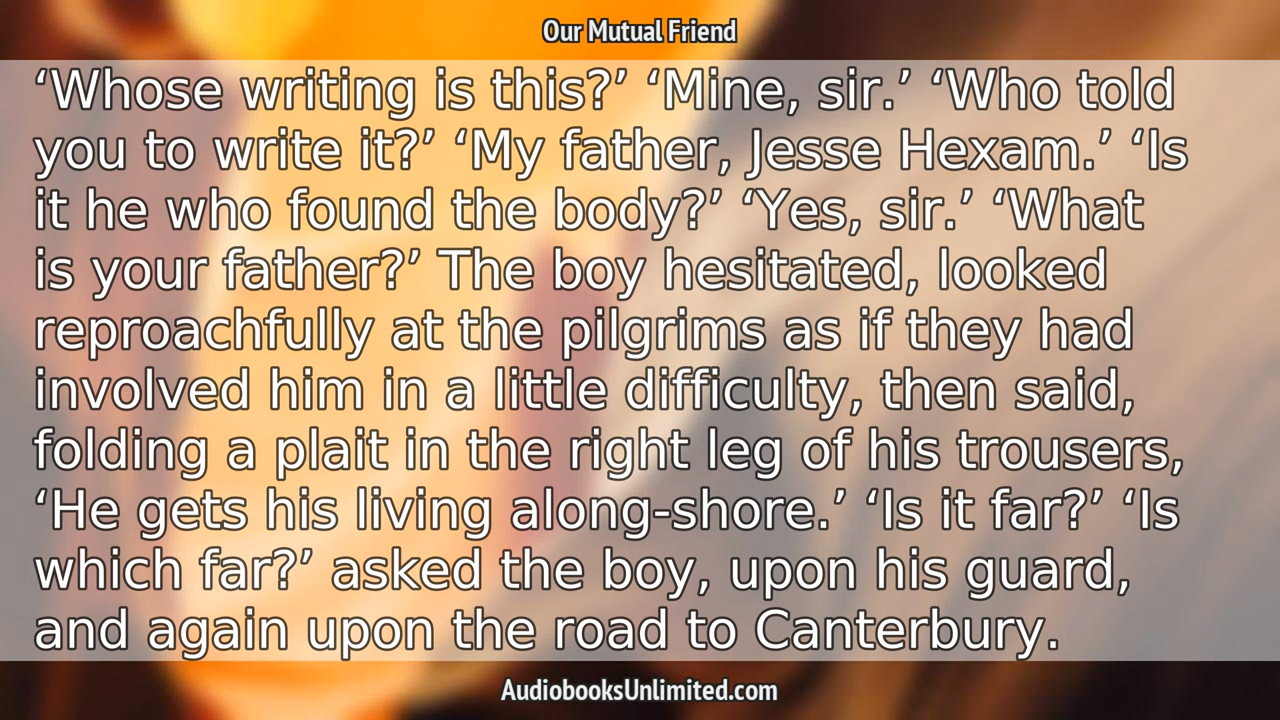 Our Mutual Friend
‘Whose writing is this?’ ‘Mine, sir.’ ‘Who told
you to write it?’ ‘My father, Jesse Hexam.’ ‘Is
it he who found the body?’ ‘Yes, sir.’ ‘What
is your father?’ The boy hesitated, looked
reproachfully at the pilgrims as if they had
involved him in a little difficulty, then said,
folding a plait in the right leg of his trousers,
‘He gets his living along-shore.’ ‘Is it far?’ ‘Is
which far?’ asked the boy, upon his guard,
and again upon the road to Canterbury.
AudiobooksUnlimited.com